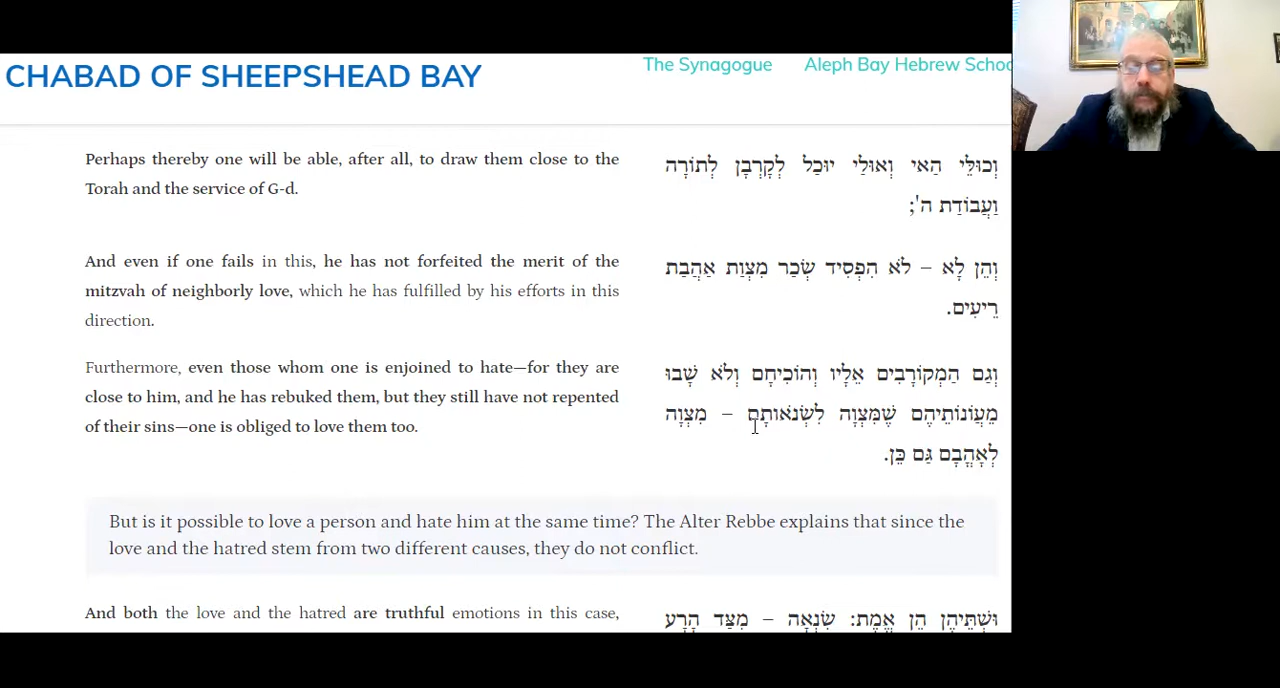 CHABAD OF SHEEPSHEAD BAY
The Synagogue
Aleph Bay Hebrew Schoo
Perhaps thereby one will be able, after all, to draw them close to the
Torah and the service of G-d.
וְכוּלֵּי הַאי וְאוּלַי יוּכַל לְקָרְבָן לְתוֹרָה
וַעֲבוֹדַת ה';
And even if one fails in this, he has not forfeited the merit of the
mitzvah of neighborly love, which he has fulfilled by his efforts in this
direction.
וְהֵן לָא – לֹא הִפְסִיד שְׂכַר מִצְוַת אַהֲבַת
רֵיעִים.
Furthermore, even those whom one is enjoined to hate—for they are
close to him, and he has rebuked them, but they still have not repented
of their sins—one is obliged to love them too.
וְגַם הַמְקוֹרָבִים אֵלָיו וְהוֹכִיחָם וְלֹא שָׁבוּ
מֵעֲוֹנוֹתֵיהֶם שֶׁמִּצְוָה לִשְׂנֹאותָם – מִצְוָה
לְאָהֳבָם גַּם כֵּן.
But is it possible to love a person and hate him at the same time? The Alter Rebbe explains that since the
love and the hatred stem from two different causes, they do not conflict.
And both the love and the hatred are truthful emotions in this case,
וּשְׁתֵּיהֶן הֵן אֱמֶת: שִׂנְאָה – מִצַּד הָרָע